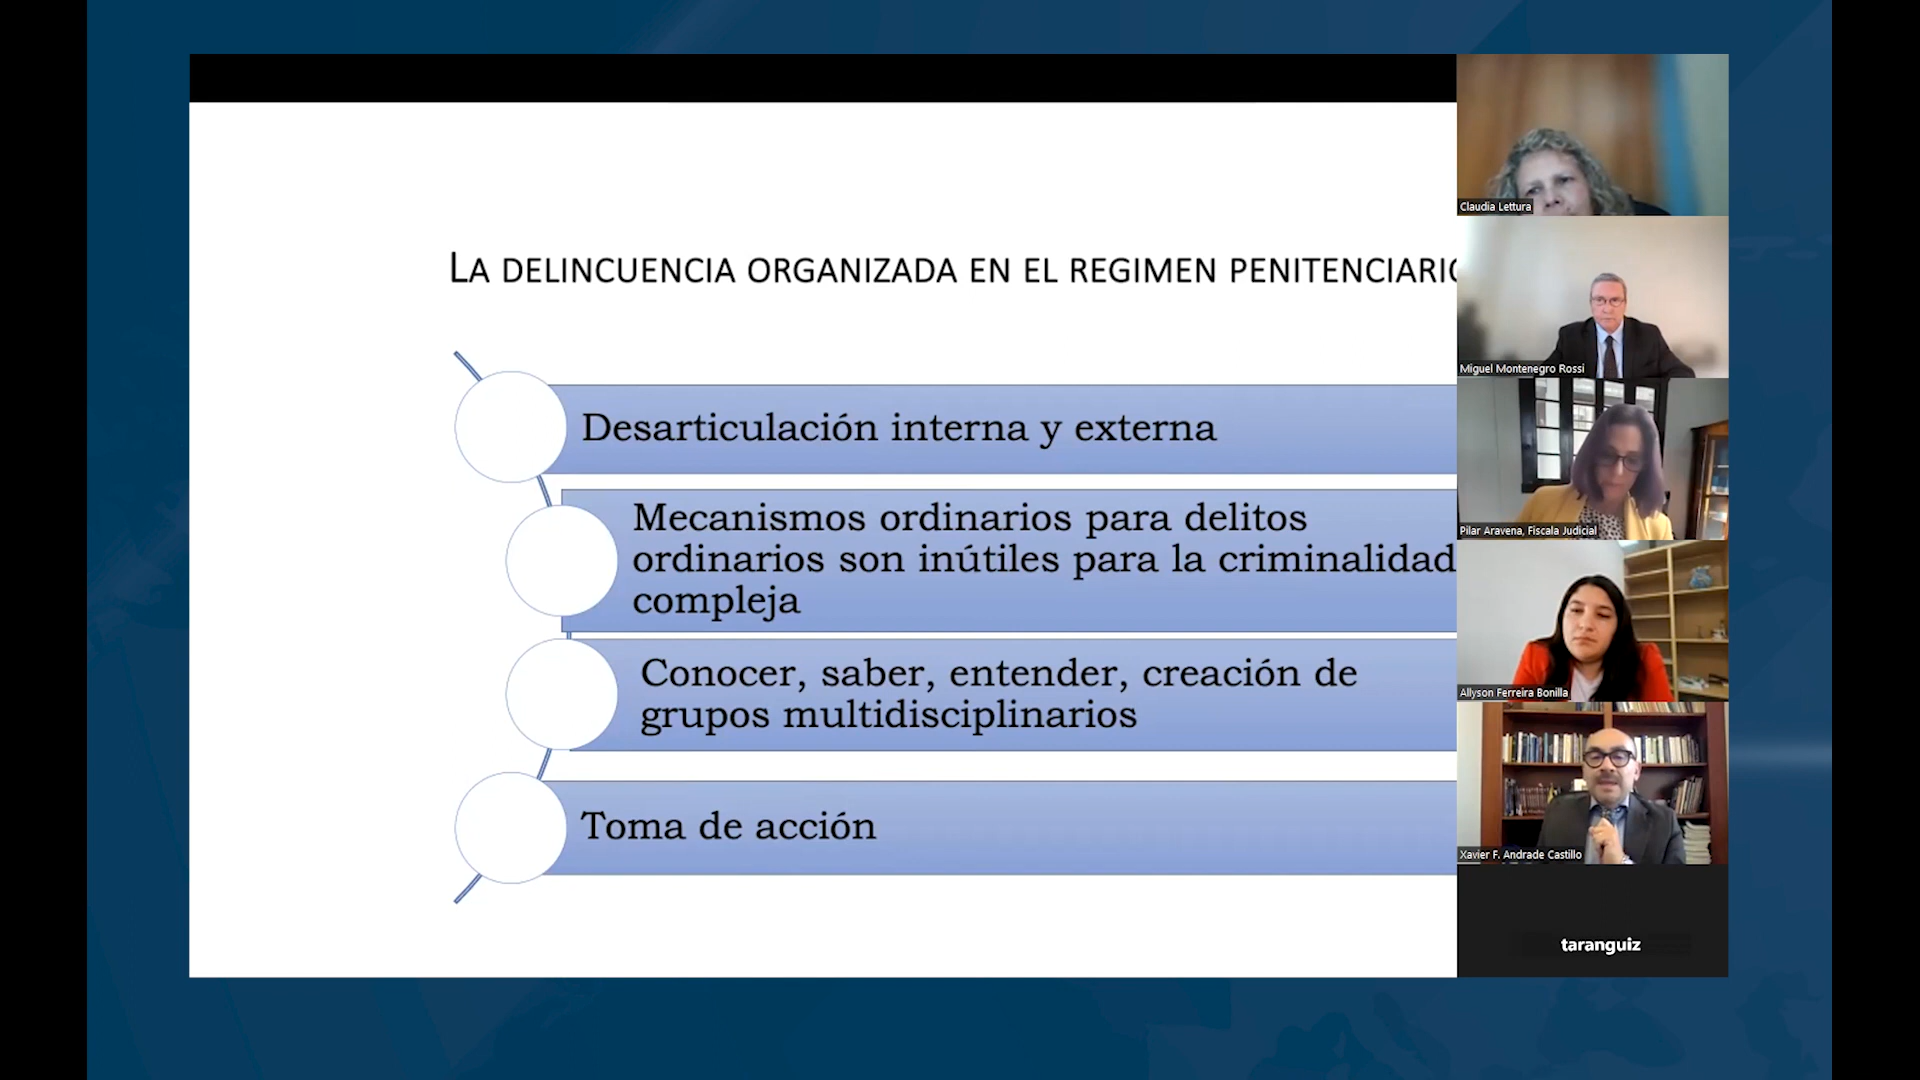 LA DELINCUENCIA ORGANIZADA EN EL REGIMEN PENITENCIARIO
Desarticulación interna y externa
Mecanismos ordinarios para delitos
ordinarios son inútiles para la criminalidad
compleja
Conocer, saber, entender, creación de
grupos multidisciplinarios
Toma de acción
Claudia Lettura
Miguel Montenegro Rossi
Pilar Aravena, Fiscala Judicial
Allyson Ferreira Bonilla
Xavier F. Andrade Castillo
taranguiz